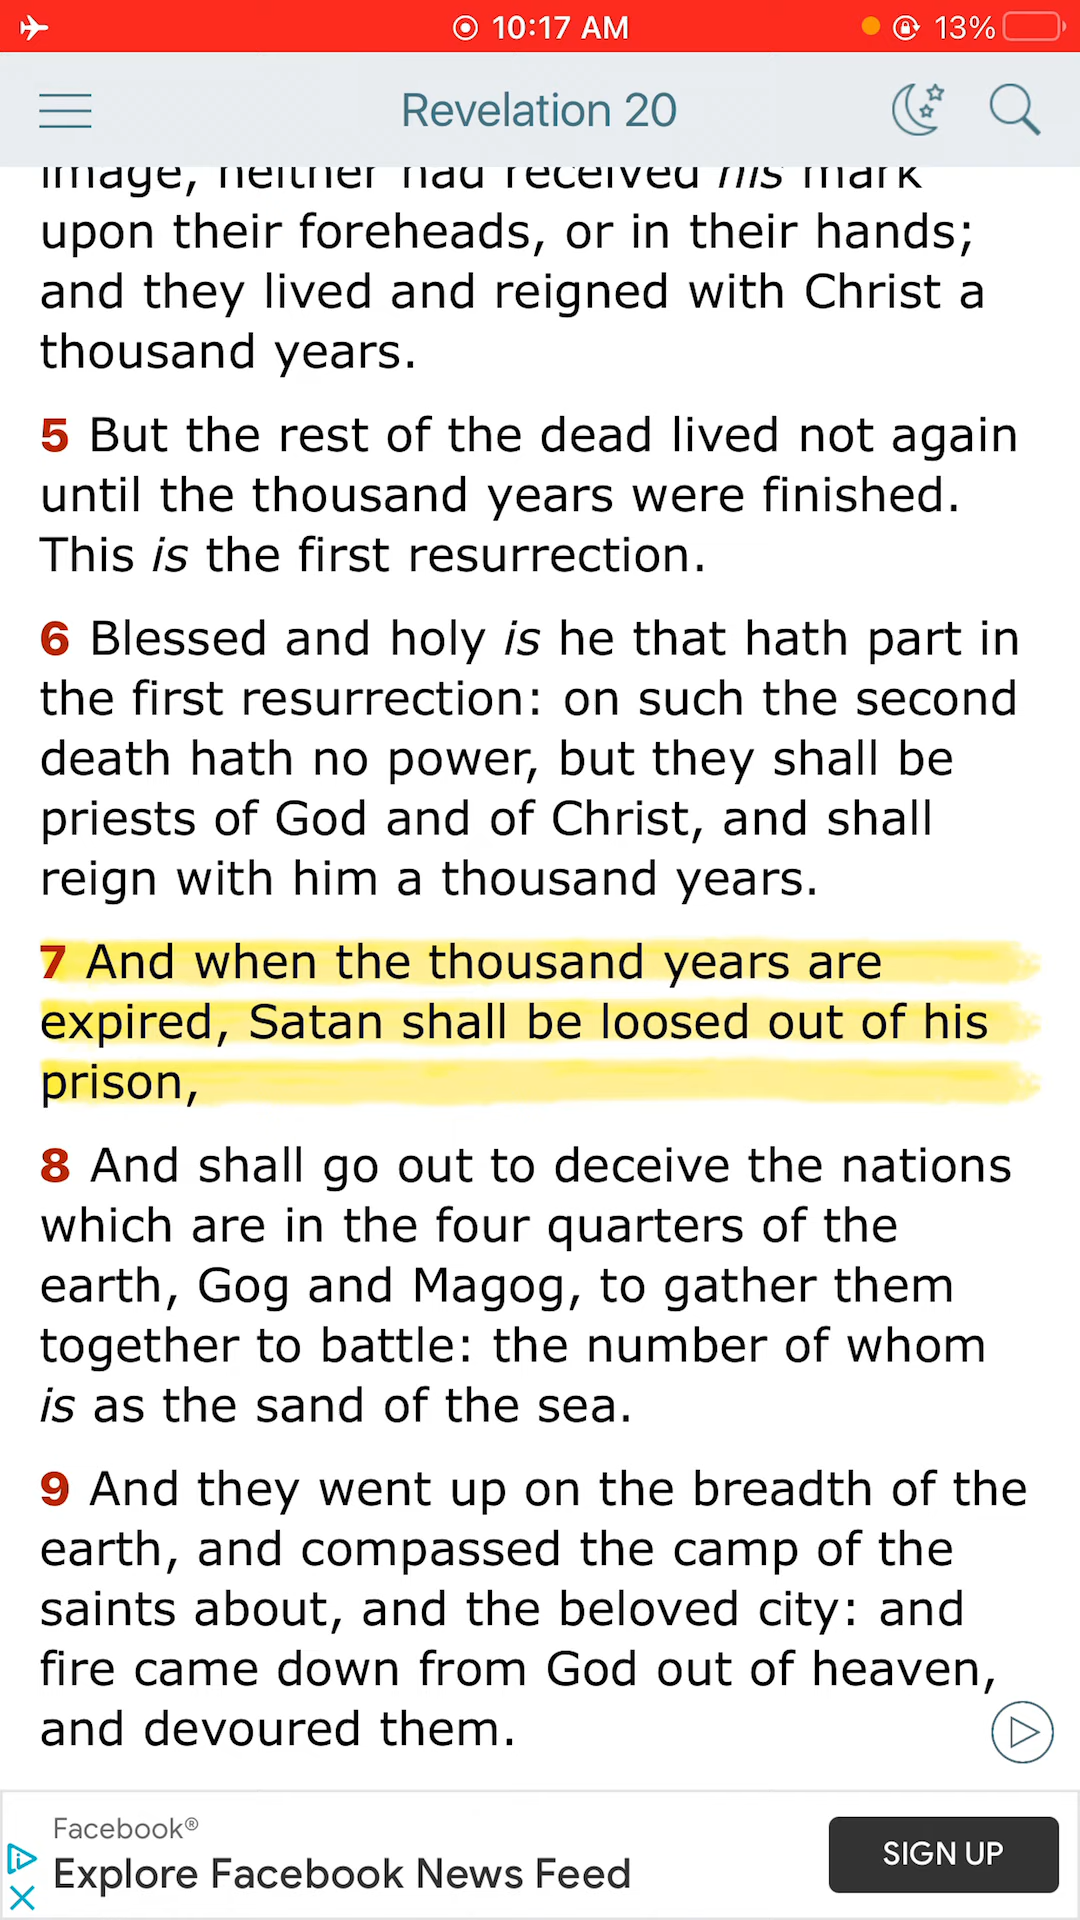 10:17 AM
13%
Revelation 20
image, neither had received his mark
upon their foreheads, or in their hands;
and they lived and reigned with Christ a
thousand years.
5 But the rest of the dead lived not again
until the thousand years were finished.
This is the first resurrection.
6 Blessed and holy is he that hath part in
the first resurrection: on such the second
death hath no power, but they shall be
priests of God and of Christ, and shall
reign with him a thousand years.
7 And when the thousand years are
expired, Satan shall be loosed out of his
prison,
8 And shall go out to deceive the nations
which are in the four quarters of the
earth, Gog and Magog, to gather them
together to battle: the number of whom
is as the sand of the sea.
9 And they went up on the breadth of the
earth, and compassed the camp of the
saints about, and the beloved city: and
fire came down from God out of heaven,
and devoured them.
Facebook®
Explore Facebook News Feed
SIGN UP